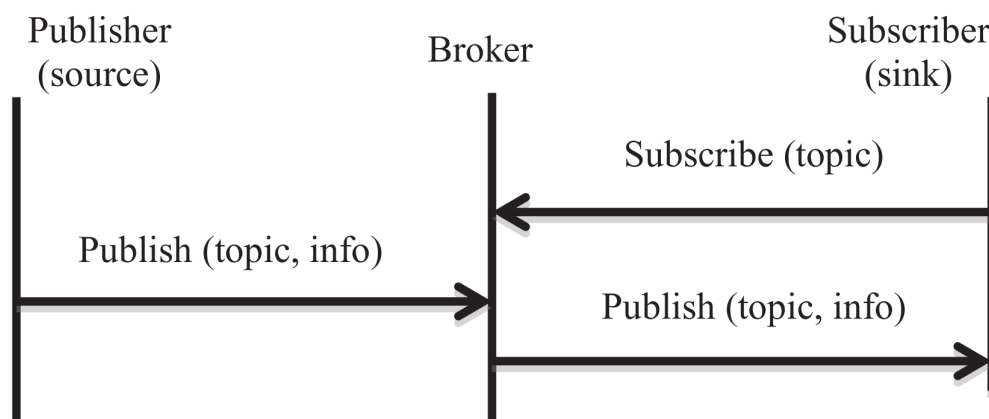 Publisher
(source)
Broker
Subscriber
(sink)
Subscribe (topic)
Publish (topic, info)
Publish (topic, info)